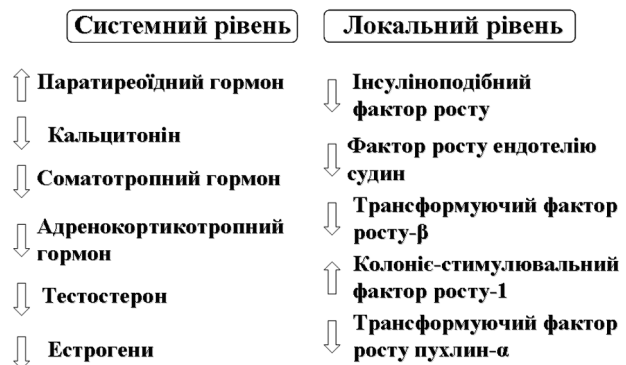 Системний рівень
Паратиреоїдний гормон
Кальцитонін
Соматотропний гормон
Адренокортикотропний
гормон
Тестостерон
Естрогени
Локальний рівень
Інсуліноподібний
фактор росту
Фактор росту ендотелію
судин
Трансформуючий фактор
росту-β
Колоніє-стимулювальний
фактор росту-1
Трансформуючий фактор
росту пухлин-α